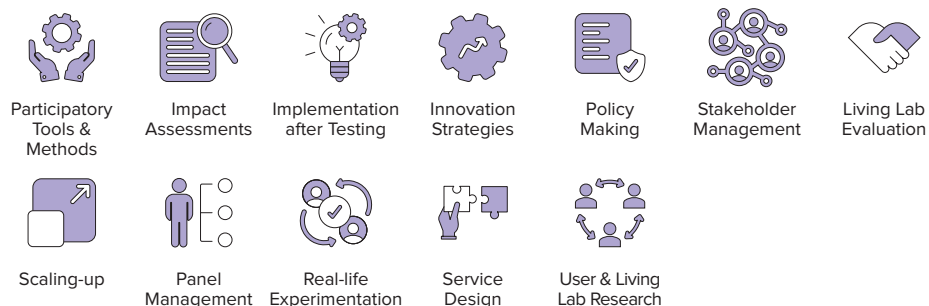 Participatory
Tools &
Methods
Impact
Assessments
Implementation
after Testing
Innovation
Strategies
Policy
Making
Stakeholder
Management
Living Lab
Evaluation
Scaling-up
Panel
Management
Real-life
Experimentation
Service
Design
User & Living
Lab Research